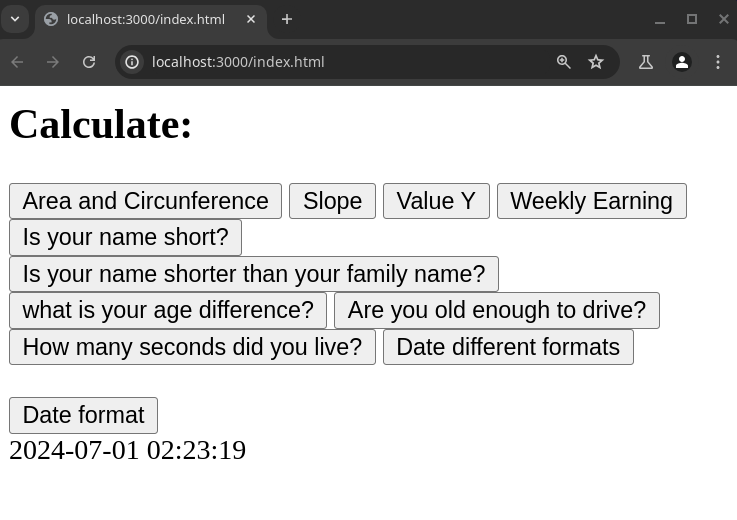 localhost:3000/index.html
localhost:3000/index.html
Calculate:
Area and Circunference Slope Value Y Weekly Earning
Is your name short?
Is your name shorter than your family name?
what is your age difference? Are you old enough to drive?
How many seconds did you live? Date different formats
Date format
2024-07-01 02:23:19